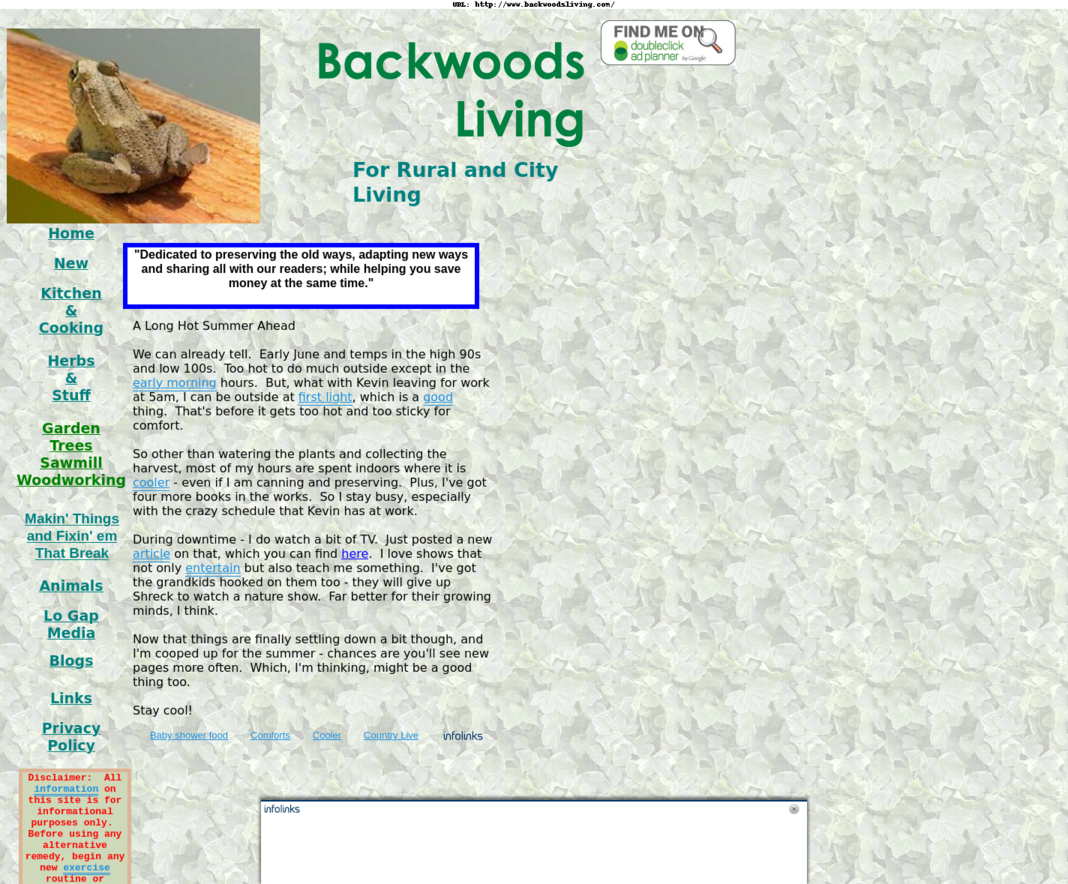 URL: http://www.backwoodsliving.com/
FIND ME ON
doubleclick
ad planner by Google
Backwoods
Living
For Rural and City
Living
Home
New
Kitchen
&
Cooking
Herbs
&
Stuff
Garden
Trees
Sawmill
Woodworking
Makin' Things
and Fixin' em
That Break
Animals
Lo Gap
Media
Blogs
Links
Privacy
Policy
Disclaimer: All
information on
this site is for
informational
purposes only.
Before using any
alternative
remedy, begin any
new exercise
routine or
"Dedicated to preserving the old ways, adapting new ways
and sharing all with our readers; while helping you save
money at the same time."
A Long Hot Summer Ahead
We can already tell. Early June and temps in the high 90s
and low 100s. Too hot to do much outside except in the
early morning hours. But, what with Kevin leaving for work
at 5am, I can be outside at first light, which is a good
thing. That's before it gets too hot and too sticky for
comfort.
So other than watering the plants and collecting the
harvest, most of my hours are spent indoors where it is
cooler - even if I am canning and preserving. Plus, I've got
four more books in the works. So I stay busy, especially
with the crazy schedule that Kevin has at work.
During downtime - I do watch a bit of TV. Just posted a new
article on that, which you can find here. I love shows that
not only entertain but also teach me something. I've got
the grandkids hooked on them too - they will give up
Shreck to watch a nature show. Far better for their growing
minds, I think.
Now that things are finally settling down a bit though, and
I'm cooped up for the summer - chances are you'll see new
pages more often. Which, I'm thinking, might be a good
thing too.
Stay cool!
Baby shower food Comforts Cooler Country Live infolinks
infolinks